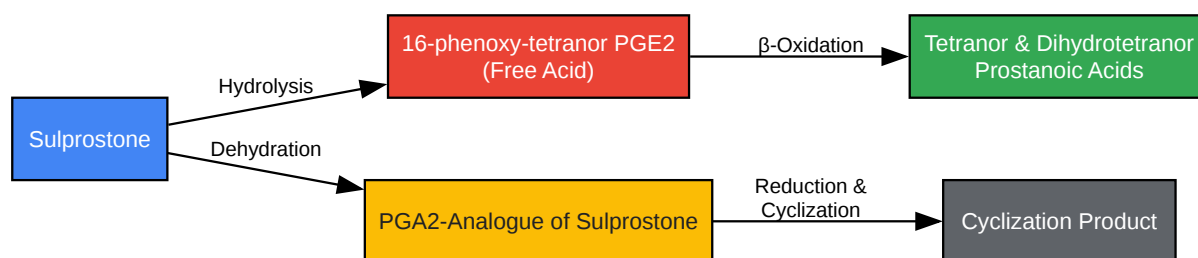 16-phenoxy-tetranor PGE2
(Free Acid)
β-Oxidation
Tetranor & Dihydrotetranor
Prostanoic Acids
Hydrolysis
Sulprostone
Dehydration
PGA2-Analogue of Sulprostone
Reduction &
Cyclization
Cyclization Product